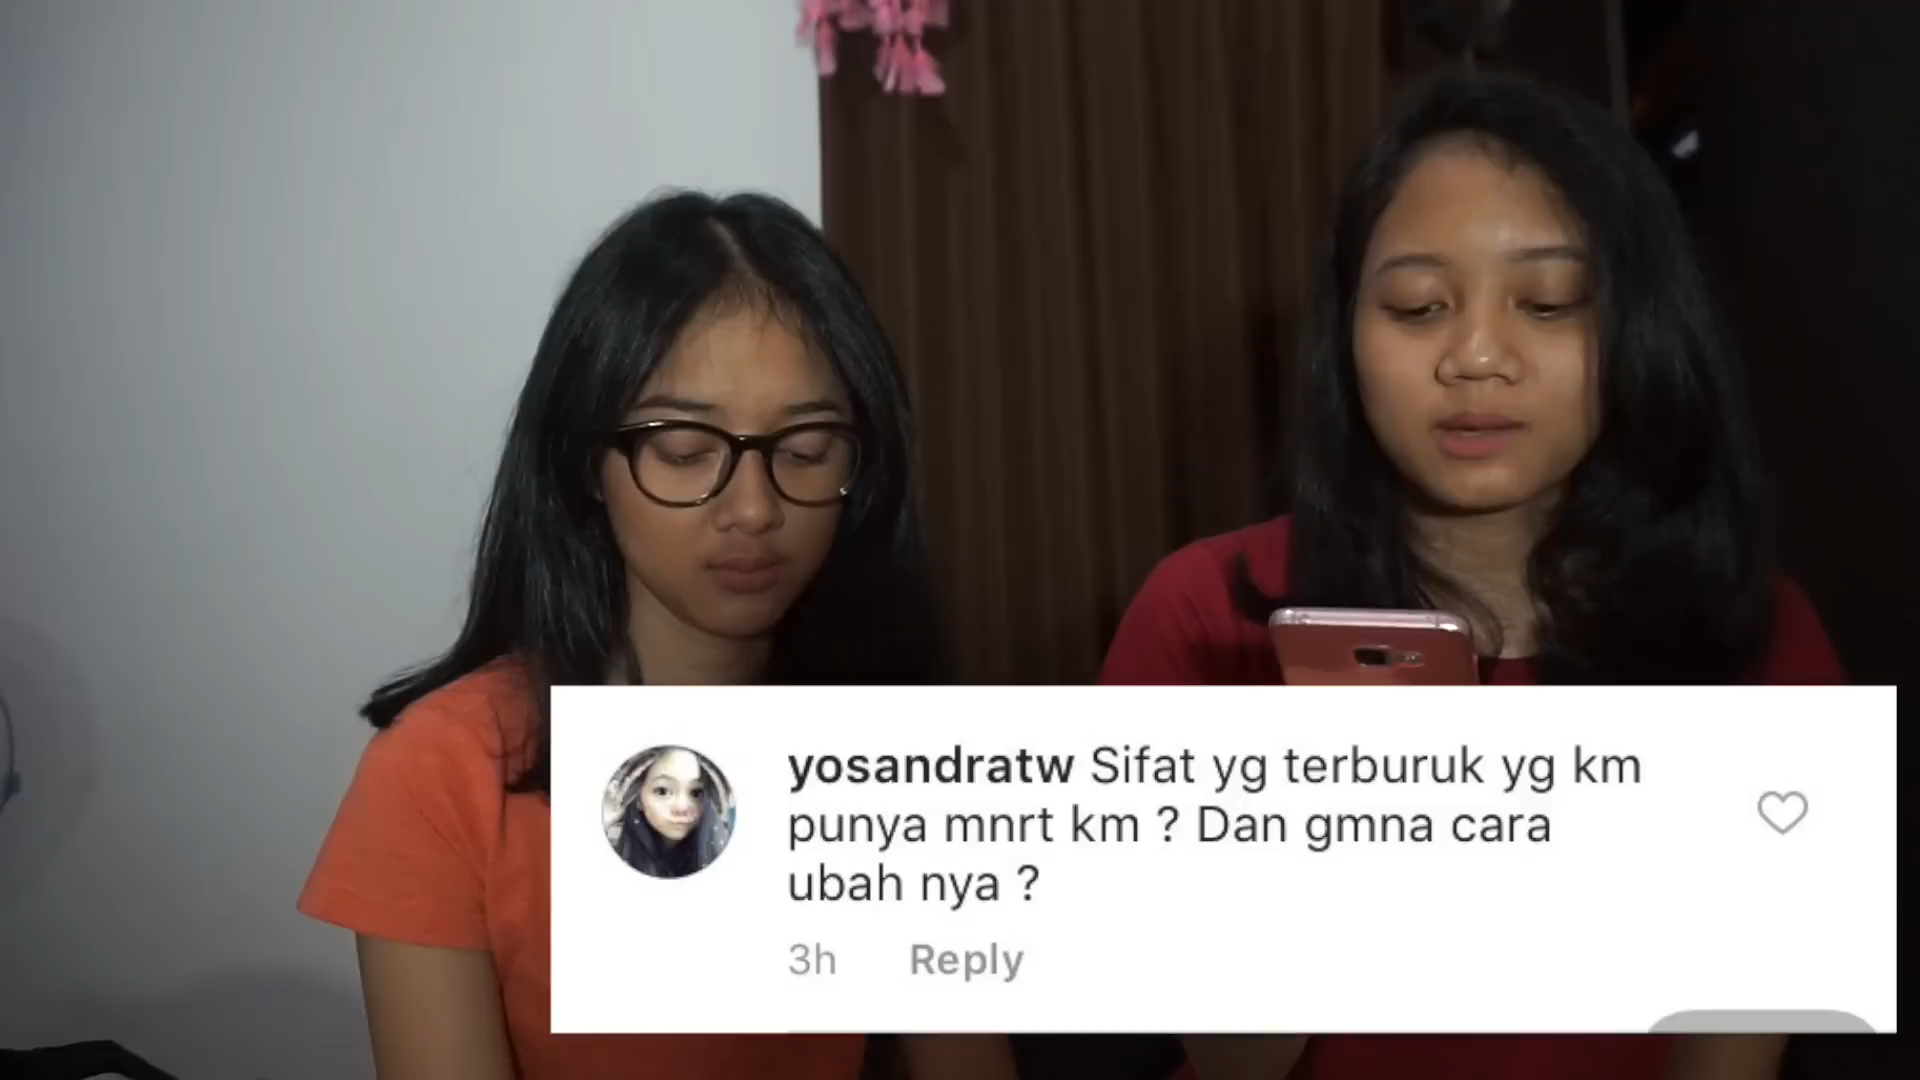 yosandratw Sifat yg terburuk yg km
punya mnrt km ? Dan gmna cara
ubah nya ?
3h Reply